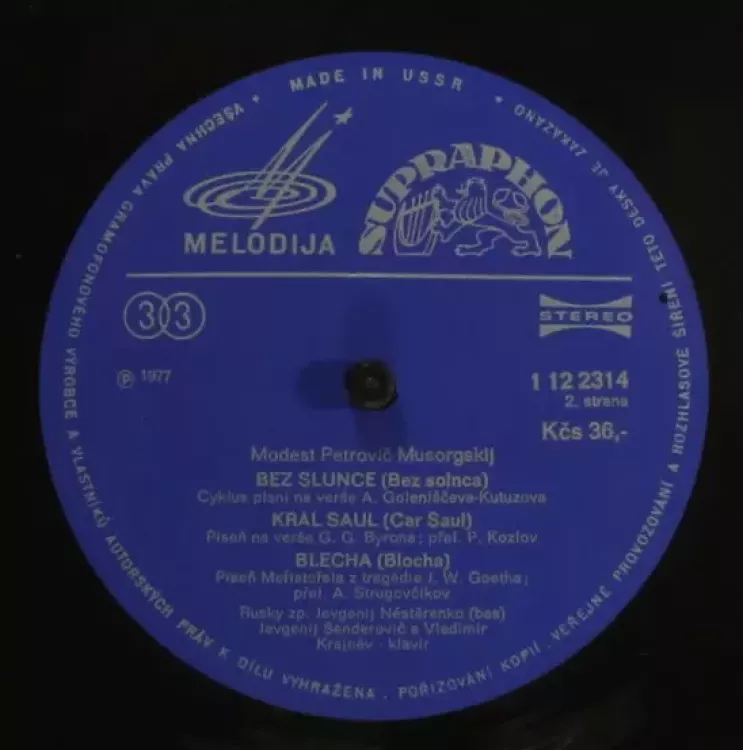 MADE IN USSR
MELODIJA
SUPRAPHON
33
STEREO
℗ 1977
1 12 2314
2. strana
Kčs 36,-
Modest Petrovič Musorgskij
BEZ SLUNCE (Bez solnca)
Cyklus písní na verše A. Goleniščeva-Kutuzova
KRÁL SAUL (Car Saul)
Píseň na verše G. G. Byrona; přel. P. Kozlov
BLECHA (Blocha)
Píseň Mefistofela z tragédie J. W. Goetha;
přel. A. Strugovčikov
Rusky zp. Jevgenij Něstěrenko (bas)
Jevgenij Šenderovič a Vladimir
Krajněv - klavír
VŠECHNA PRÁVA GRAMOFONOVÉHO VÝROBCE A VLASTNÍKŮ AUTORSKÝCH PRÁV K DÍLU VYHRAŽENA. POŘIZOVÁNÍ KOPIÍ, VEŘEJNÉ PROVOZOVÁNÍ A ROZHLASOVÉ ŠÍŘENÍ TÉTO DESKY JE ZAKÁZÁNO